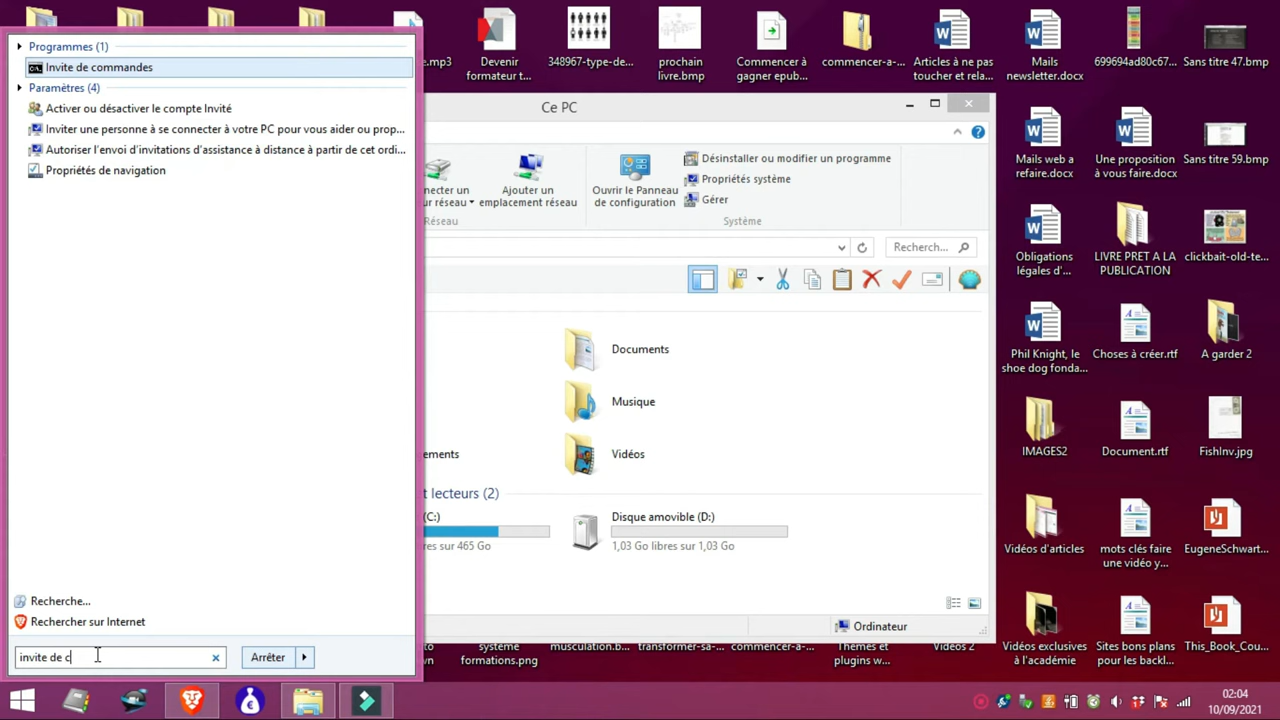 Programmes (1)
Invite de commandes
Paramètres (4)
Activer ou désactiver le compte Invité
Inviter une personne à se connecter à votre PC pour vous aider ou prop...
Autoriser l'envoi d'invitations d'assistance à distance à partir de cet ordi...
Propriétés de navigation
Recherche...
Rechercher sur Internet
invite de c
Arrêter
Ce PC
Désinstaller ou modifier un programme
Propriétés système
Gérer
Ajouter un
emplacement réseau
Ouvrir le Panneau
de configuration
Réseau
Système
Recherch...
Documents
Musique
Vidéos
t lecteurs (2)
(C:)
res sur 465 Go
Disque amovible (D:)
1,03 Go libres sur 1,03 Go
Ordinateur
.mp3
Devenir
formateur t...
348967-type-de...
prochain
livre.bmp
Commencer à
gagner epub...
commencer-a-...
Articles à ne pas
toucher et rela...
Mails
newsletter.docx
699694ad80c67...
Sans titre 47.bmp
Mails web a
refaire.docx
Une proposition
à vous faire.docx
Sans titre 59.bmp
Obligations
légales d'...
LIVRE PRET A LA
PUBLICATION
clickbait-old-te...
Phil Knight, le
shoe dog fonda...
Choses à créer.rtf
A garder 2
IMAGES2
Document.rtf
FishInv.jpg
Vidéos d'articles
mots clés faire
une vidéo y...
EugeneSchwart...
Vidéos exclusives
à l'académie
Sites bons plans
pour les backl...
This_Book_Cou...
système
formations.png
musculation.b...
transformer-sa-...
commencer-a-...
Thèmes et
plugins w...
Vidéos 2
02:04
10/09/2021